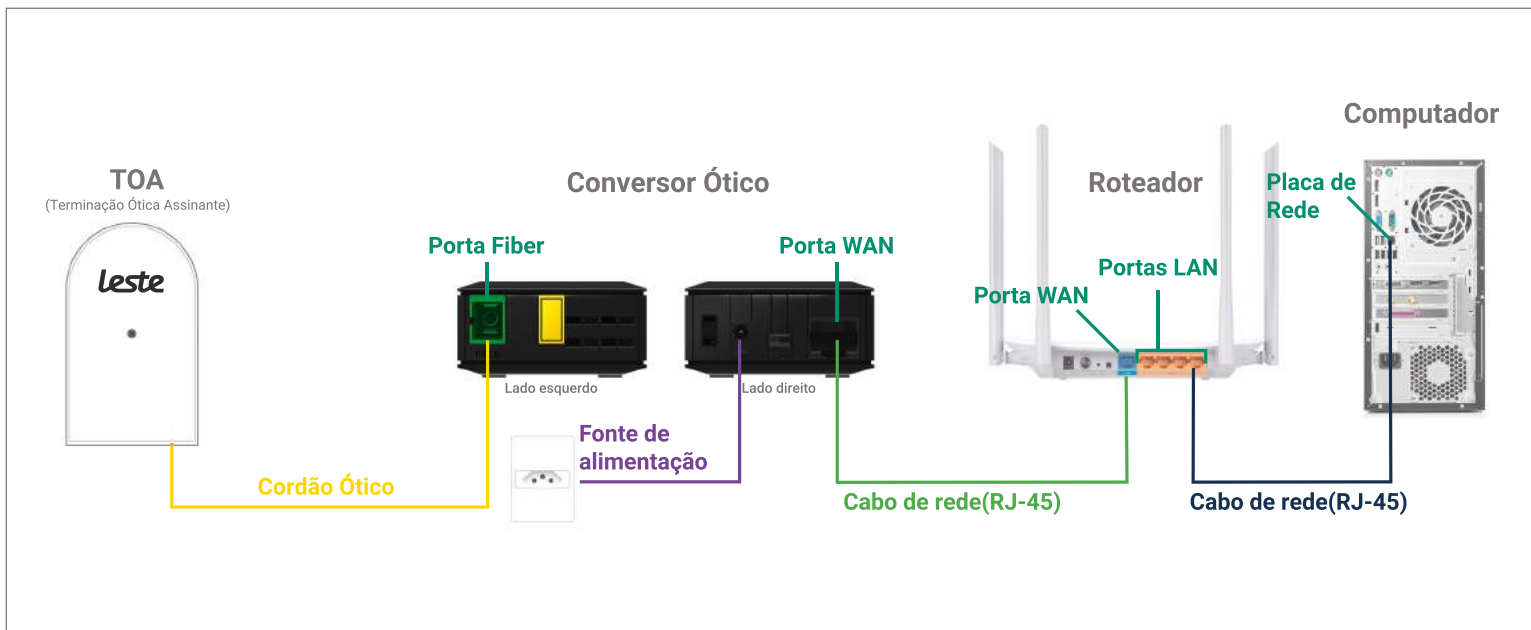 TOA
(Terminação Ótica Assinante)
leste
Conversor Ótico
Porta Fiber
Porta WAN
Lado esquerdo
Lado direito
Fonte de
alimentação
Cordão Ótico
Cabo de rede(RJ-45)
Roteador
Porta WAN
Portas LAN
Cabo de rede(RJ-45)
Computador
Placa de
Rede